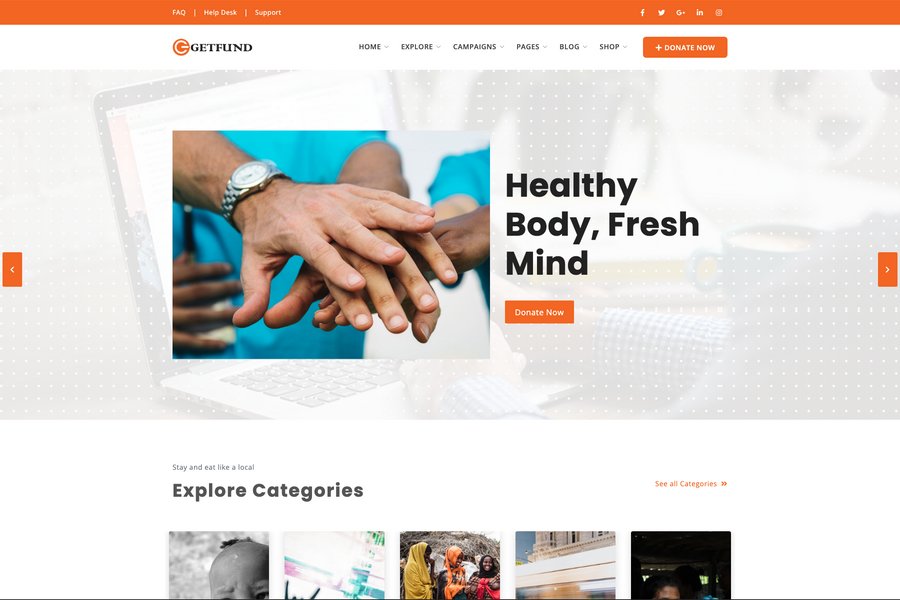 FAQ | Help Desk | Support
GETFUND
HOME EXPLORE CAMPAIGNS PAGES BLOG SHOP + DONATE NOW
Healthy
Body, Fresh
Mind
Donate Now
Stay and eat like a local
Explore Categories
See all Categories »